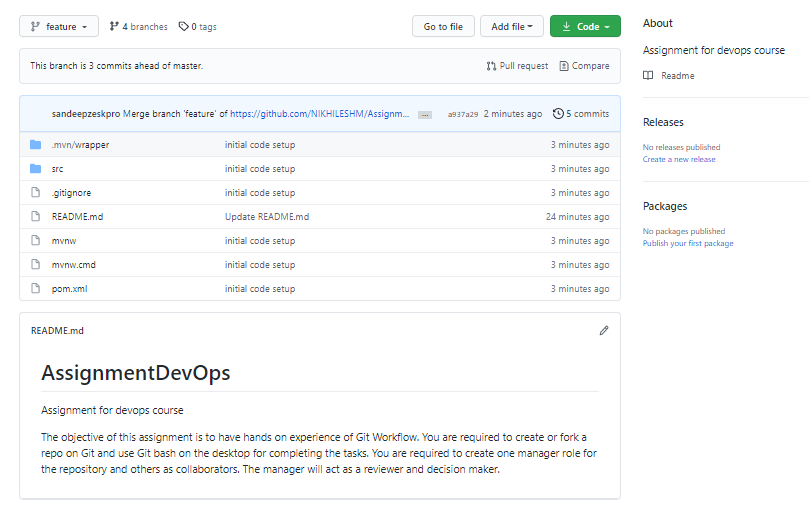 feature
4 branches
0 tags
Go to file
Add file
Code
This branch is 3 commits ahead of master.
Pull request
Compare
sandeepzeskpro Merge branch 'feature' of https://github.com/NIKHILESHM/Assignm... ... a937a29 2 minutes ago 5 commits
.mvn/wrapper initial code setup 3 minutes ago
src initial code setup 3 minutes ago
.gitignore initial code setup 3 minutes ago
README.md Update README.md 24 minutes ago
mvnw initial code setup 3 minutes ago
mvnw.cmd initial code setup 3 minutes ago
pom.xml initial code setup 3 minutes ago
README.md
AssignmentDevOps
Assignment for devops course
The objective of this assignment is to have hands on experience of Git Workflow. You are required to create or fork a
repo on Git and use Git bash on the desktop for completing the tasks. You are required to create one manager role for
the repository and others as collaborators. The manager will act as a reviewer and decision maker.
About
Assignment for devops course
Readme
Releases
No releases published
Create a new release
Packages
No packages published
Publish your first package